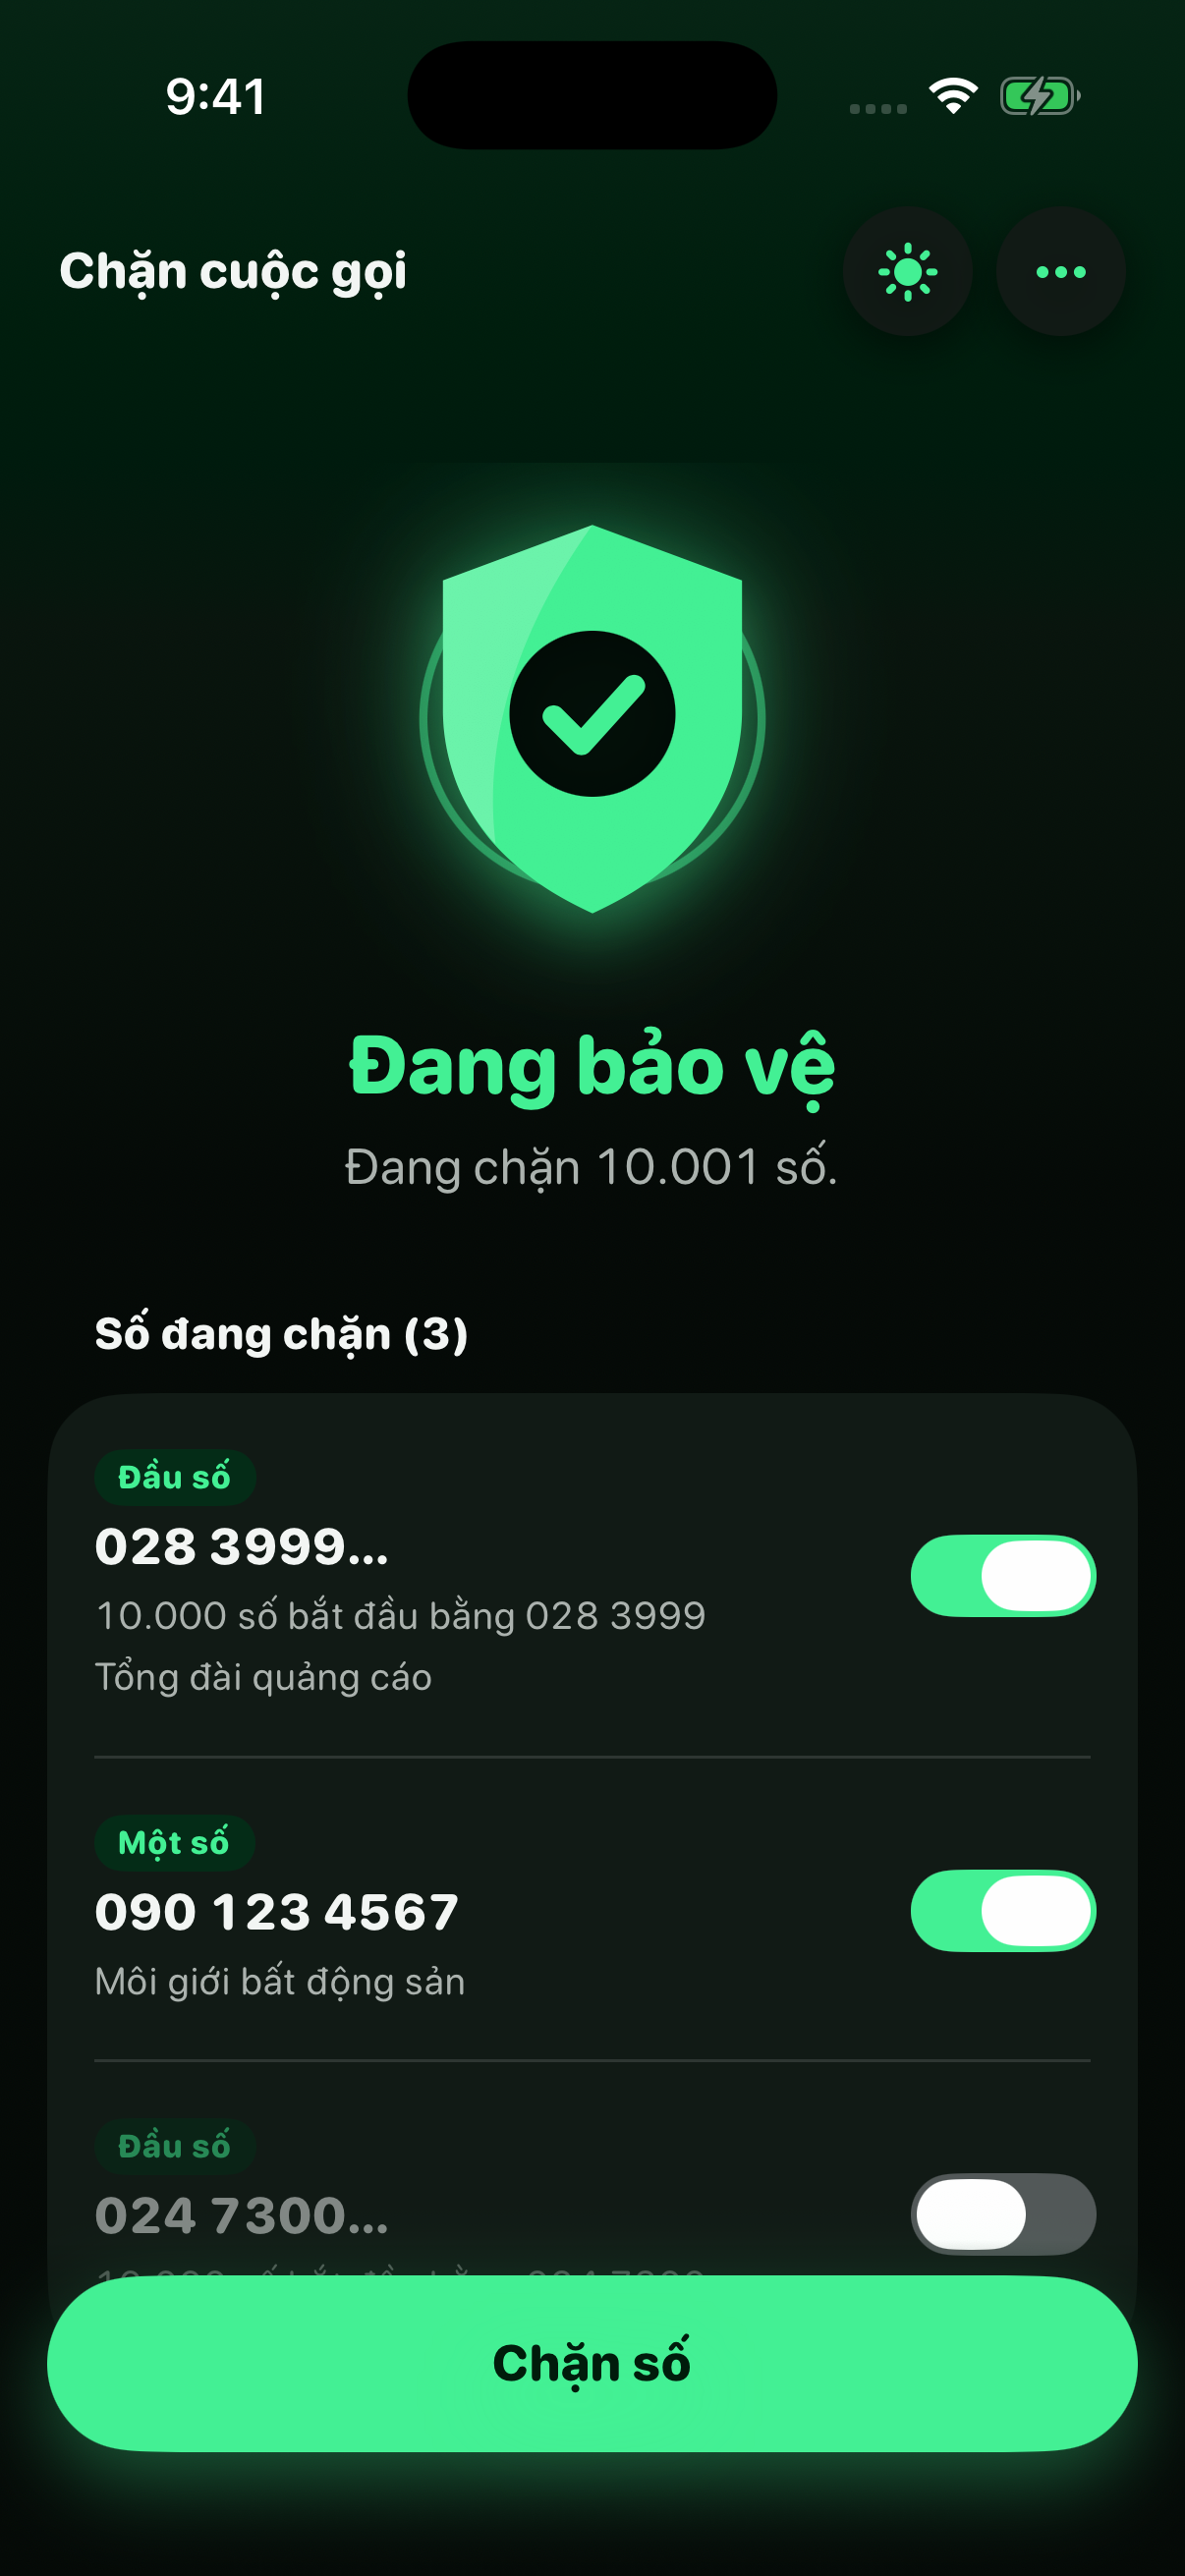 9:41
Chặn cuộc gọi
Đang bảo vệ
Đang chặn 10.001 số.
Số đang chặn (3)
Đầu số
028 3999...
10.000 số bắt đầu bằng 028 3999
Tổng đài quảng cáo
Một số
090 123 4567
Môi giới bất động sản
Đầu số
024 7300...
Chặn số